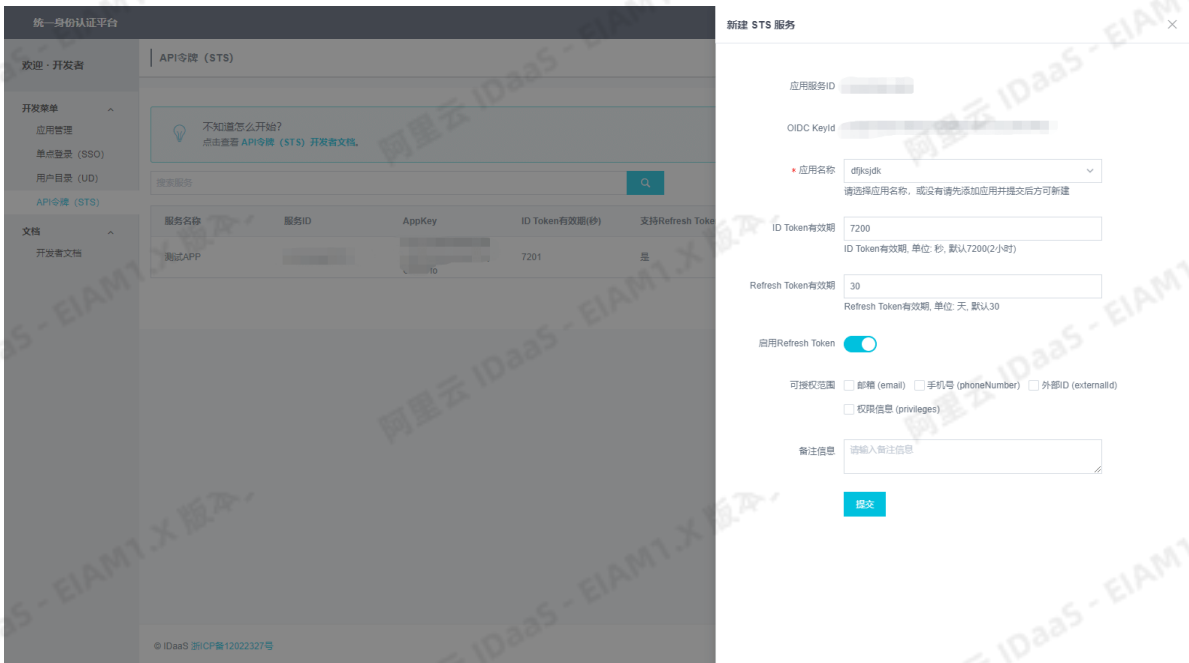 统一身份认证平台
欢迎 · 开发者
开发菜单
应用管理
单点登录 (SSO)
用户目录 (UD)
API令牌 (STS)
文档
开发者文档
API令牌 (STS)
不知道怎么开始?
点击查看 API令牌 (STS) 开发者文档。
搜索服务
服务名称 服务ID AppKey ID Token有效期(秒) 支持Refresh Toke
测试APP 7201 是
© IDaaS 浙ICP备12022327号
新建 STS 服务
应用服务ID
OIDC KeyId
* 应用名称 dfjksjdk
请选择应用名称, 或没有请先添加应用并提交后方可新建
ID Token有效期 7200
ID Token有效期, 单位: 秒, 默认7200(2小时)
Refresh Token有效期 30
Refresh Token有效期, 单位: 天, 默认30
启用Refresh Token
可授权范围 邮箱 (email) 手机号 (phoneNumber) 外部ID (externalId)
权限信息 (privileges)
备注信息 请输入备注信息
提交
阿里云 IDaaS - EIAM1.X 版本